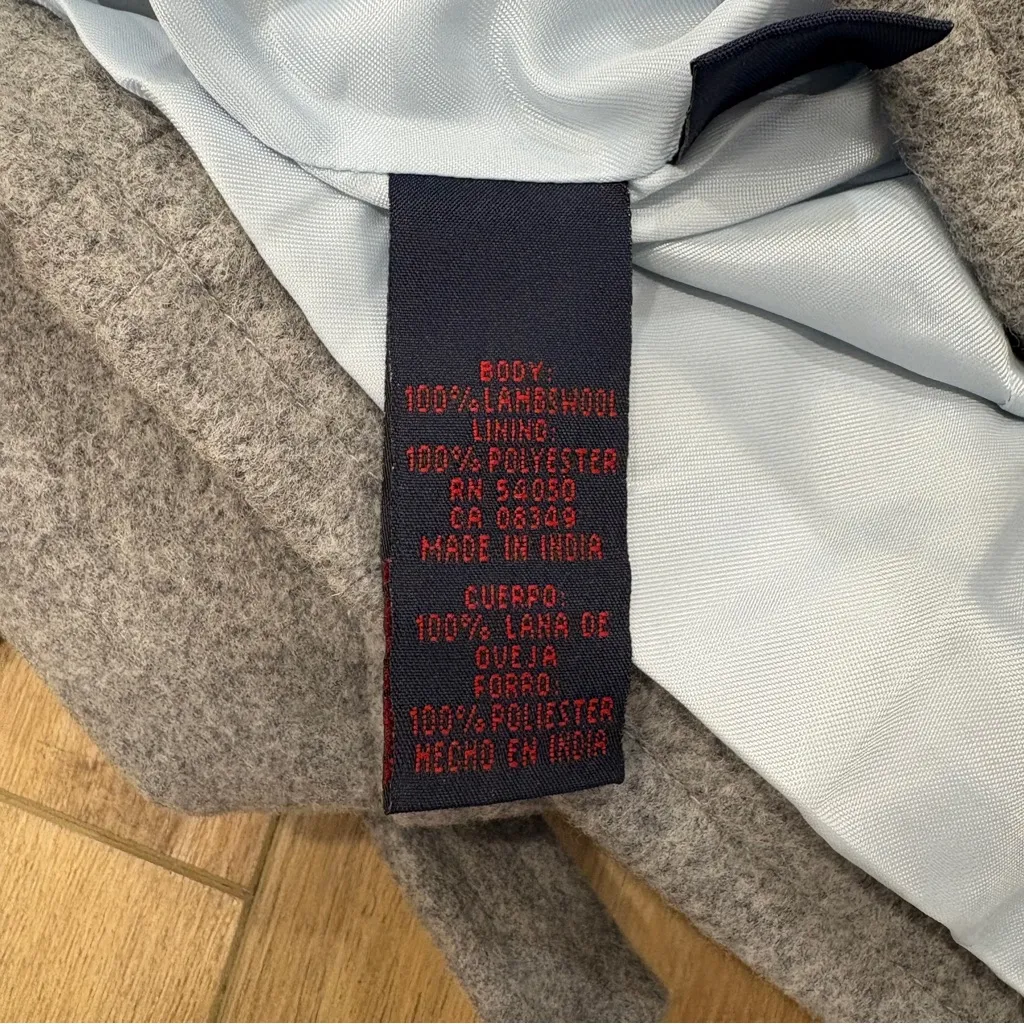 BODY:
100% LAMBSWOOL
LINING:
100% POLYESTER
RN 54050
CA 08349
MADE IN INDIA
CUERPO:
100% LANA DE
OVEJA
FORRO:
100% POLIESTER
HECHO EN INDIA